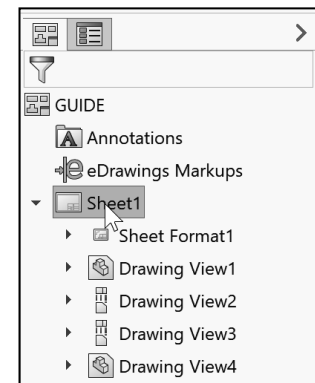 GUIDE
Annotations
eDrawings Markups
Sheet1
Sheet Format1
Drawing View1
Drawing View2
Drawing View3
Drawing View4